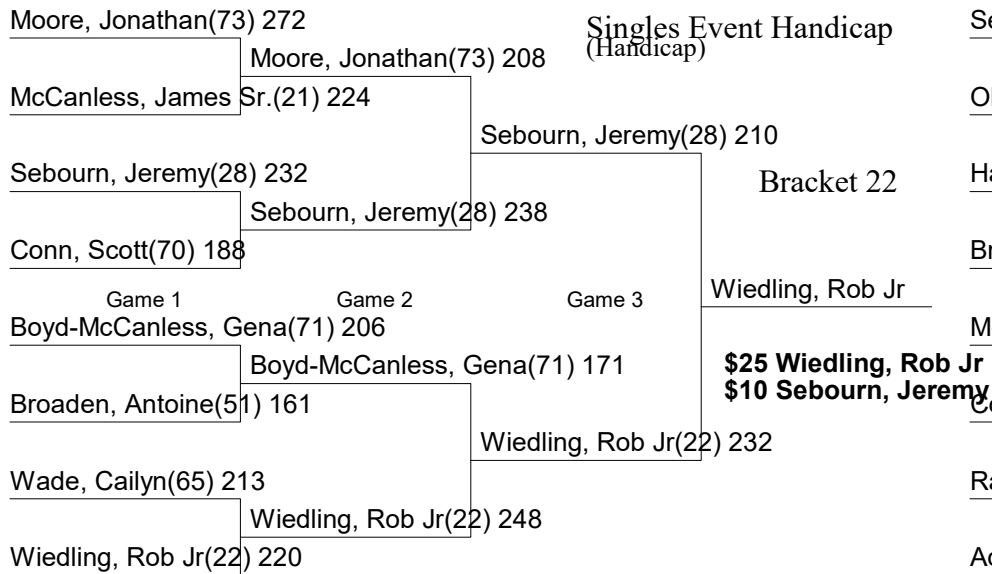 Moore, Jonathan(73) 272
Singles Event Handicap
(Handicap)
Moore, Jonathan(73) 208
McCanless, James Sr.(21) 224
Sebourn, Jeremy(28) 210
Sebourn, Jeremy(28) 232
Bracket 22
Sebourn, Jeremy(28) 238
Conn, Scott(70) 188
Game 1
Game 2
Game 3
Wiedling, Rob Jr
Boyd-McCanless, Gena(71) 206
Boyd-McCanless, Gena(71) 171
$25 Wiedling, Rob Jr
$10 Sebourn, Jeremy
Broaden, Antoine(51) 161
Wiedling, Rob Jr(22) 232
Wade, Cailyn(65) 213
Wiedling, Rob Jr(22) 248
Wiedling, Rob Jr(22) 220